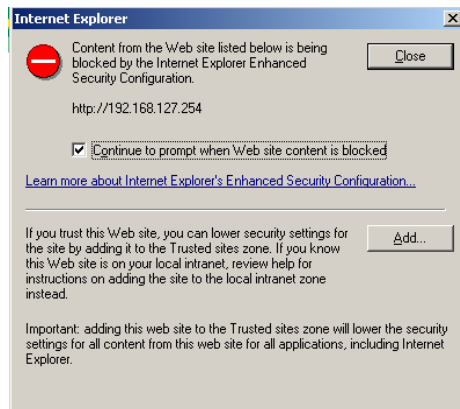 Internet Explorer
Content from the Web site listed below is being
blocked by the Internet Explorer Enhanced
Security Configuration.
Close
http://192.168.127.254
Continue to prompt when Web site content is blocked
Learn more about Internet Explorer's Enhanced Security Configuration...
If you trust this Web site, you can lower security settings for
the site by adding it to the Trusted sites zone. If you know
this Web site is on your local intranet, review help for
instructions on adding the site to the local intranet zone
instead.
Add...
Important: adding this web site to the Trusted sites zone will lower the security
settings for all content from this web site for all applications, including Internet
Explorer.